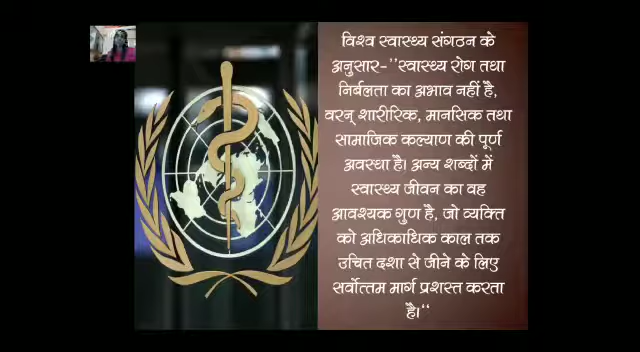 विश्व स्वास्थ्य संगठन के
अनुसार-''स्वास्थ्य रोग तथा
निर्बलता का अभाव नहीं है,
वरन् शारीरिक, मानसिक तथा
सामाजिक कल्याण की पूर्ण
अवस्था है। अन्य शब्दों में
स्वास्थ्य जीवन का वह
आवश्यक गुण है, जो व्यक्ति
को अधिकाधिक काल तक
उचित दशा से जीने के लिए
सर्वोत्तम मार्ग प्रशस्त करता
है।‘‘